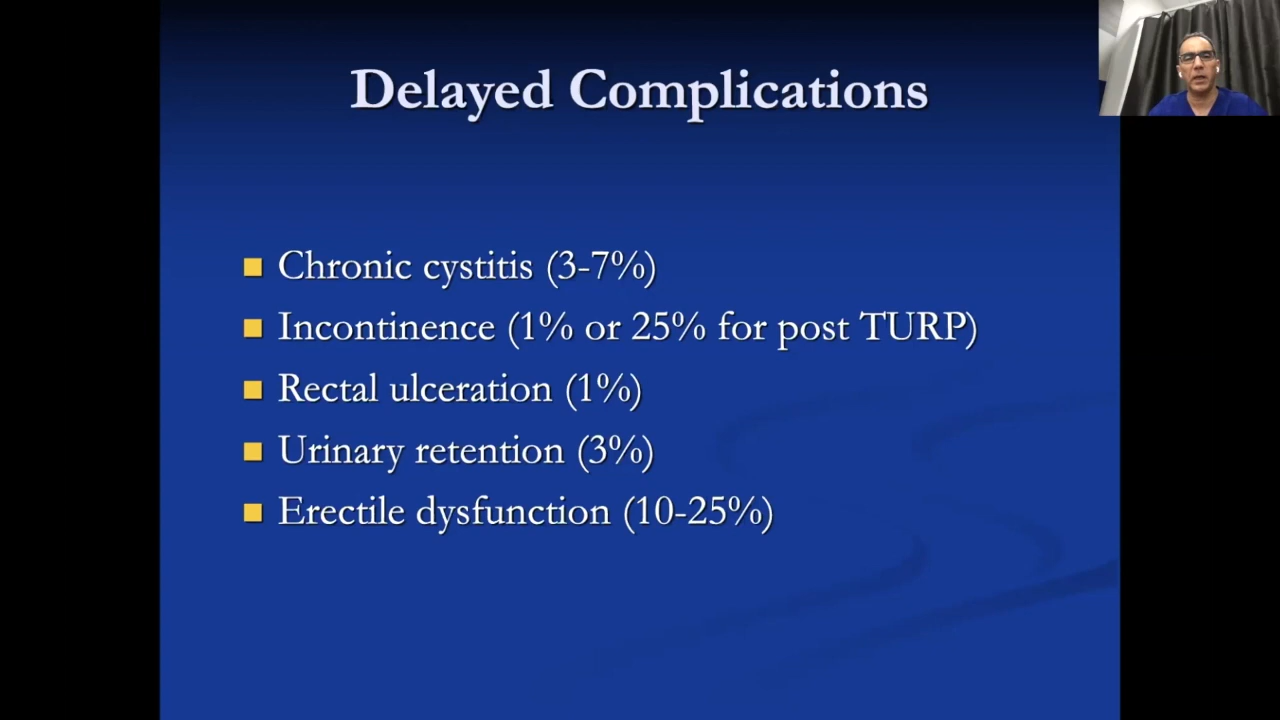 Delayed Complications
Chronic cystitis (3-7%)
Incontinence (1% or 25% for post TURP)
Rectal ulceration (1%)
Urinary retention (3%)
Erectile dysfunction (10-25%)